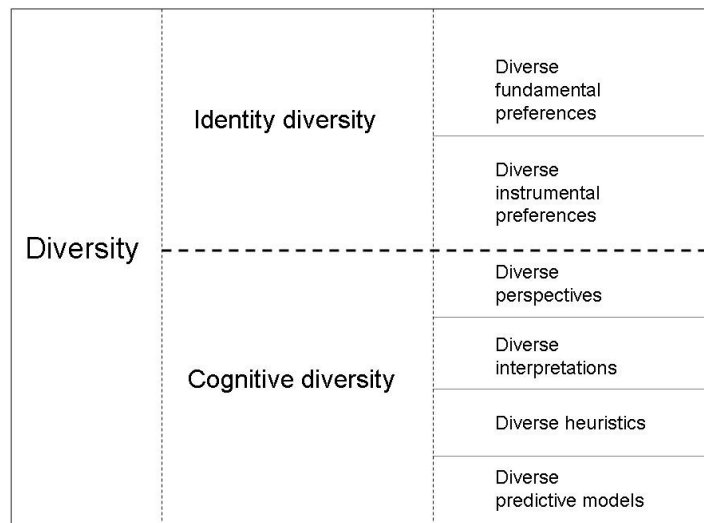 Diversity
Identity diversity
Diverse
fundamental
preferences
Diverse
instrumental
preferences
Cognitive diversity
Diverse
perspectives
Diverse
interpretations
Diverse heuristics
Diverse
predictive models